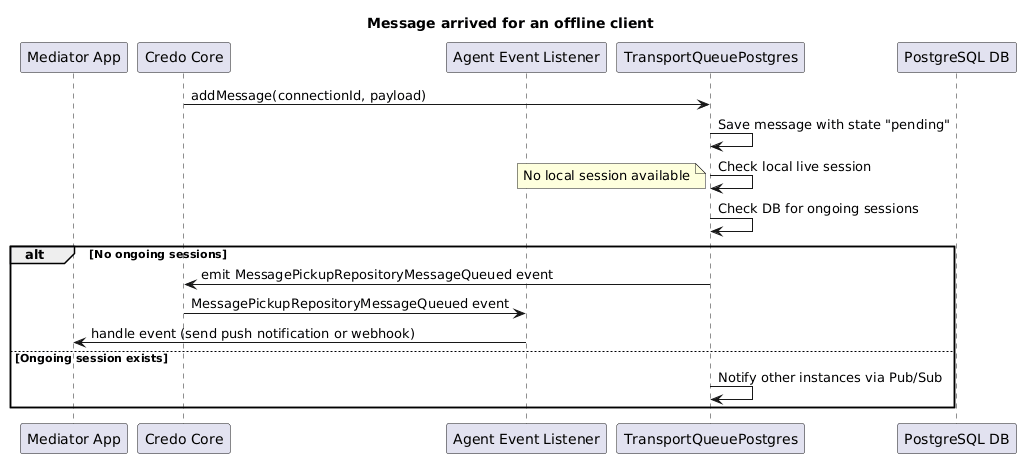 Message arrived for an offline client
Mediator App
Credo Core
Agent Event Listener
TransportQueuePostgres
PostgreSQL DB
addMessage(connectionId, payload)
Save message with state "pending"
Check local live session
No local session available
Check DB for ongoing sessions
alt
[No ongoing sessions]
emit MessagePickupRepositoryMessageQueued event
MessagePickupRepositoryMessageQueued event
handle event (send push notification or webhook)
[Ongoing session exists]
Notify other instances via Pub/Sub
Mediator App
Credo Core
Agent Event Listener
TransportQueuePostgres
PostgreSQL DB